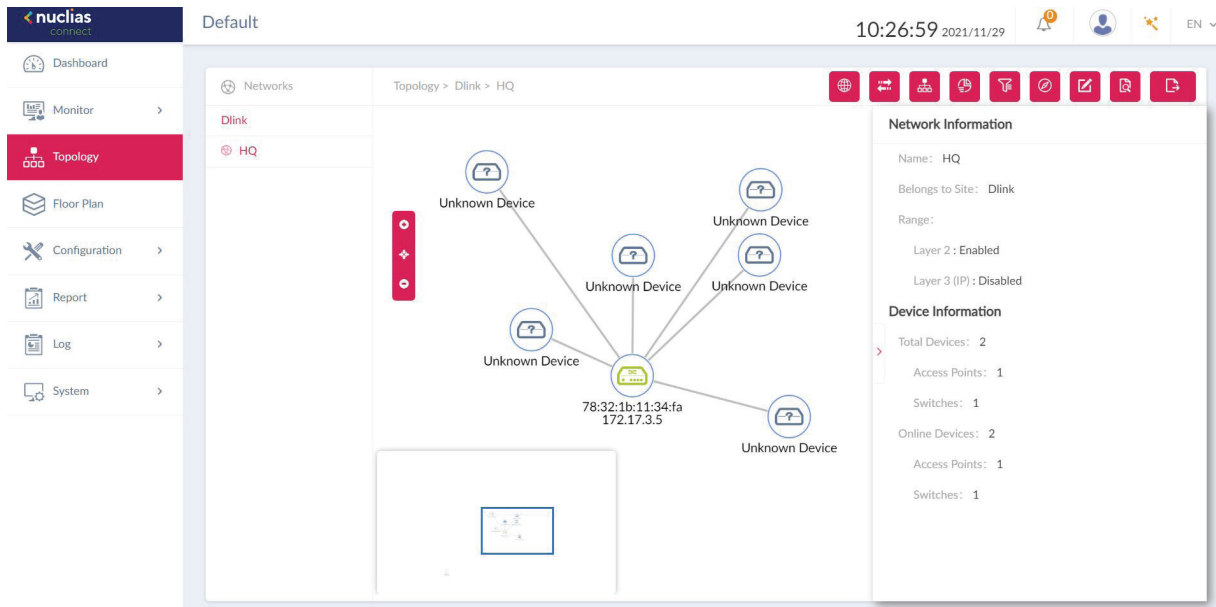 nuclias
connect
Default
10:26:59 2021/11/29
0
EN
Dashboard
Monitor
Topology
Floor Plan
Configuration
Report
Log
System
Networks
Dlink
HQ
Topology > Dlink > HQ
Unknown Device
Unknown Device
Unknown Device
Unknown Device
Unknown Device
78:32:1b:11:34:fa
172.17.3.5
Unknown Device
Network Information
Name: HQ
Belongs to Site: Dlink
Range:
Layer 2 : Enabled
Layer 3 (IP) : Disabled
Device Information
Total Devices: 2
Access Points: 1
Switches: 1
Online Devices: 2
Access Points: 1
Switches: 1